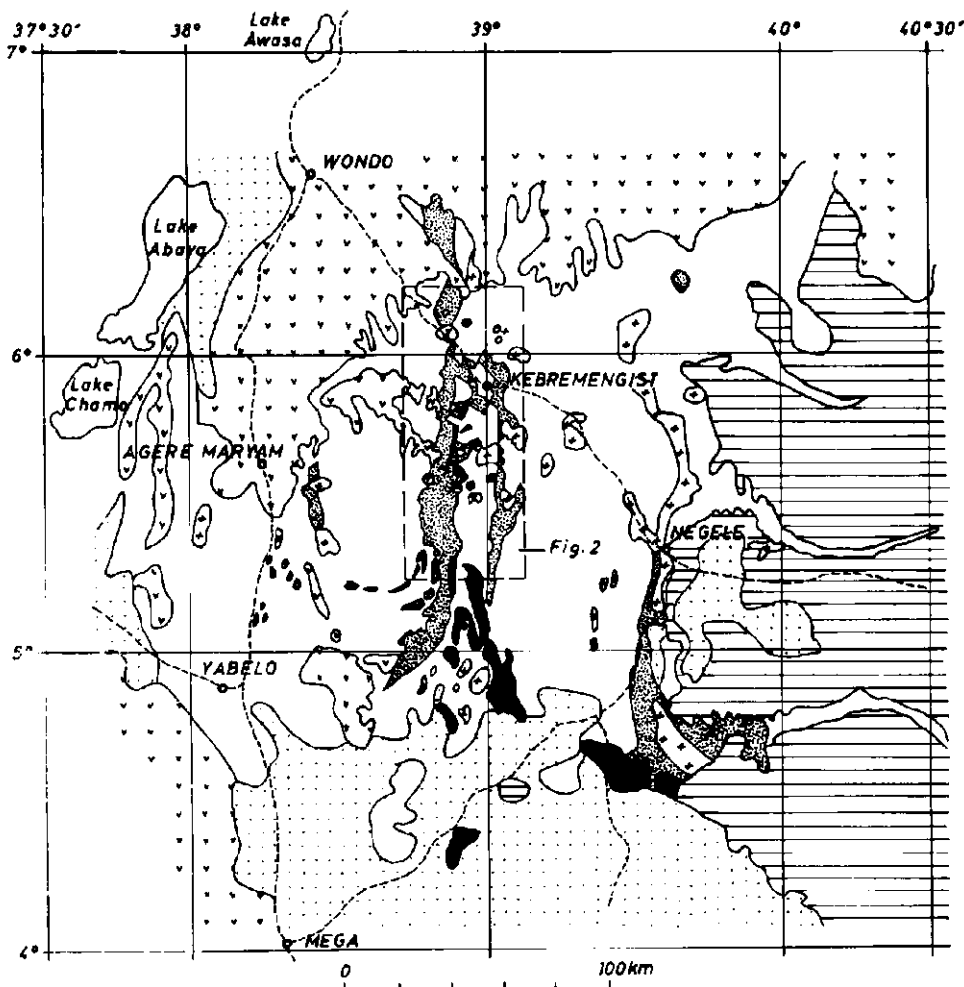 37°30'
38°
39°
40°
40°30'
Lake
Awasa
7°
WONDO
Lake
Abaya
6°
KEBREMENGIST
Lake
Chamo
AGERE MARYAM
NEGELE
Fig.2
5°
YABELO
4°
MEGA
0
100km